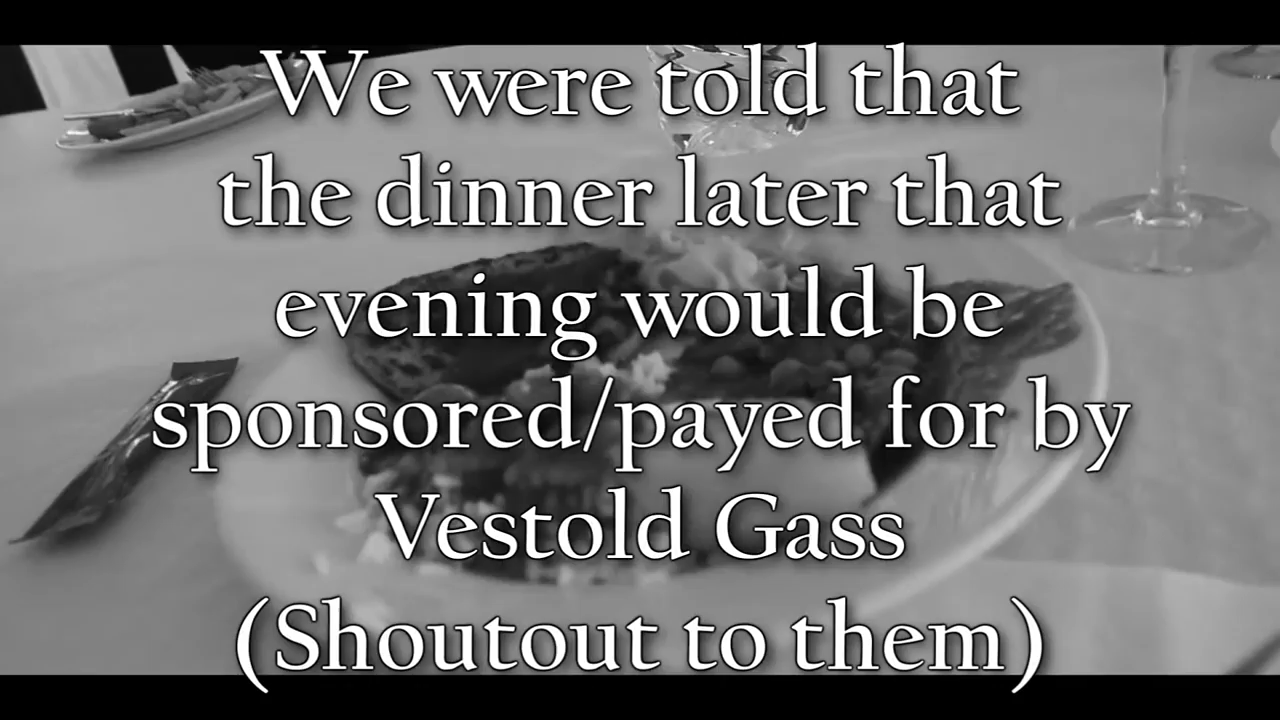 We were told that
the dinner later that
evening would be
sponsored/payed for by
Vestold Gass
(Shoutout to them)